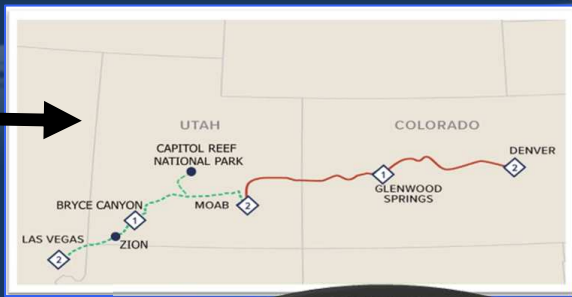 UTAH
COLORADO
CAPITOL REEF
NATIONAL PARK
DENVER
2
1
GLENWOOD
SPRINGS
MOAB
2
BRYCE CANYON
1
LAS VEGAS
ZION
2